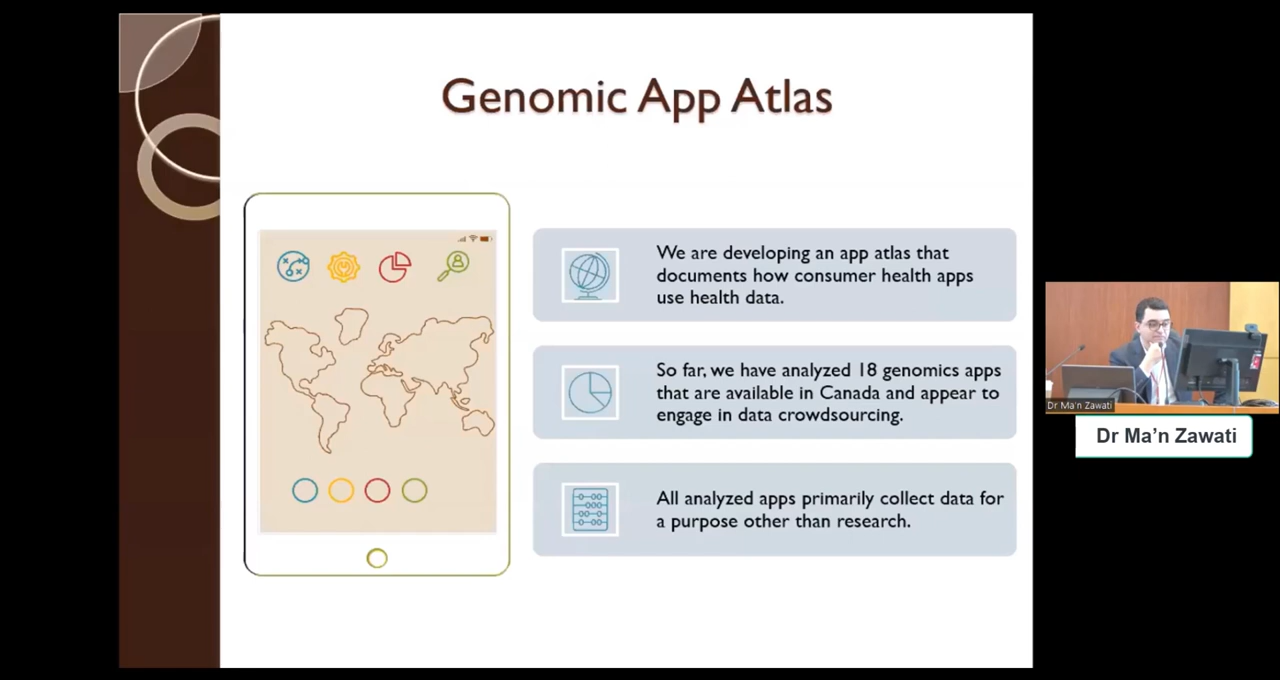 Genomic App Atlas
We are developing an app atlas that
documents how consumer health apps
use health data.
So far, we have analyzed 18 genomics apps
that are available in Canada and appear to
engage in data crowdsourcing.
All analyzed apps primarily collect data for
a purpose other than research.
Dr Ma'n Zawati
Dr Ma’n Zawati